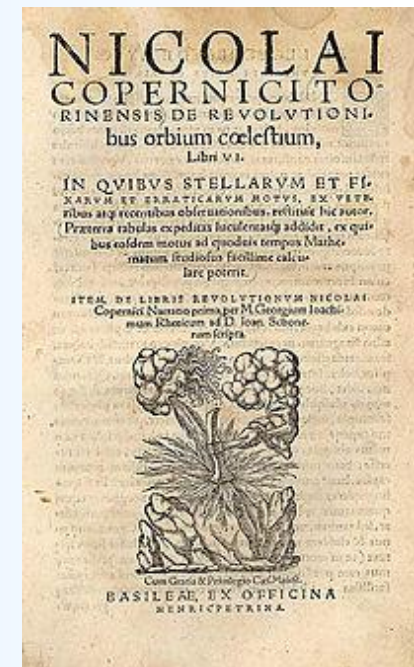 NICOLAI
COPERNICI TO-
RINENSIS DE REVOLVTIONI-
bus orbium cœleſtium,
Libri VI.
IN QVIBVS STELLARVM ET FI-
XARVM ET ERRATICARVM MOTVS, EX VETE-
ribus atq; recentibus obſeruationibus, reſtituit hic autor.
Præterea tabulas expeditas luculentasq; addidit, ex qui-
bus eoſdem motus ad quoduis tempus Mathe-
matum ſtudioſus facillime calcu-
lare poterit.
ITEM, DE LIBRIS REVOLVTIONVM NICOLAI
Copernici Narratio prima, per M. Georgium Ioachi-
mum Rheticum ad D. Ioan. Schone-
rum ſcripta.
Cum Gratia & Priuilegio Cæſ. Maieſt.
BASILEAE, EX OFFICINA
HENRICPETRINA.